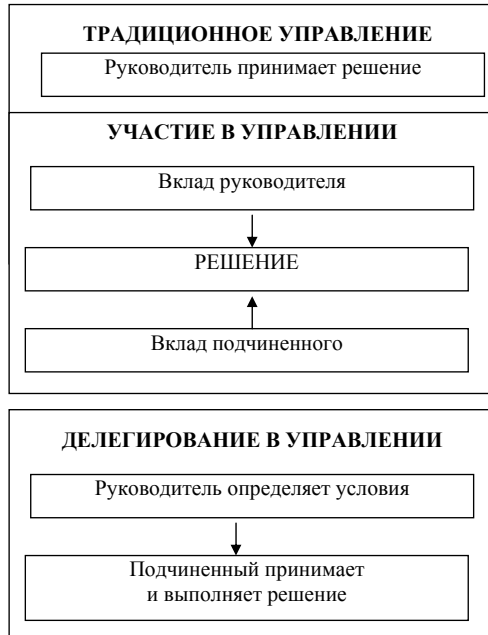 ТРАДИЦИОННОЕ УПРАВЛЕНИЕ
Руководитель принимает решение
УЧАСТИЕ В УПРАВЛЕНИИ
Вклад руководителя
РЕШЕНИЕ
Вклад подчиненного
ДЕЛЕГИРОВАНИЕ В УПРАВЛЕНИИ
Руководитель определяет условия
Подчиненный принимает
и выполняет решение